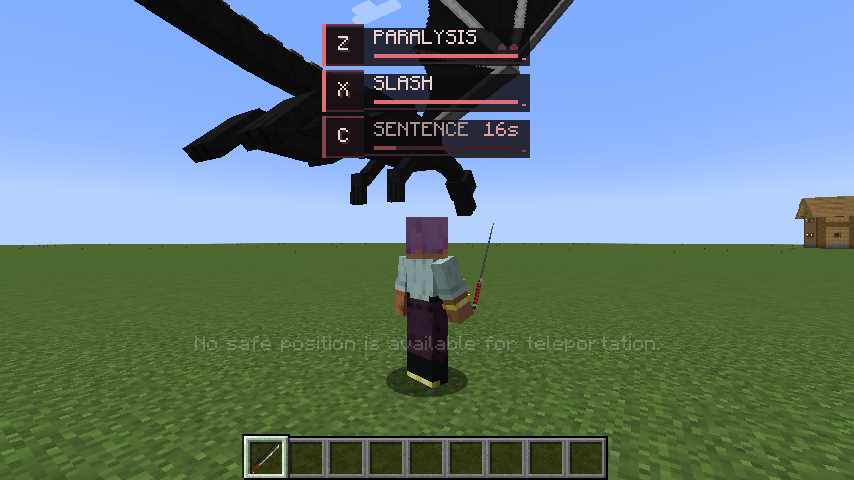 Z PARALYSIS
X SLASH
C SENTENCE 16s
No safe position is available for teleportation.